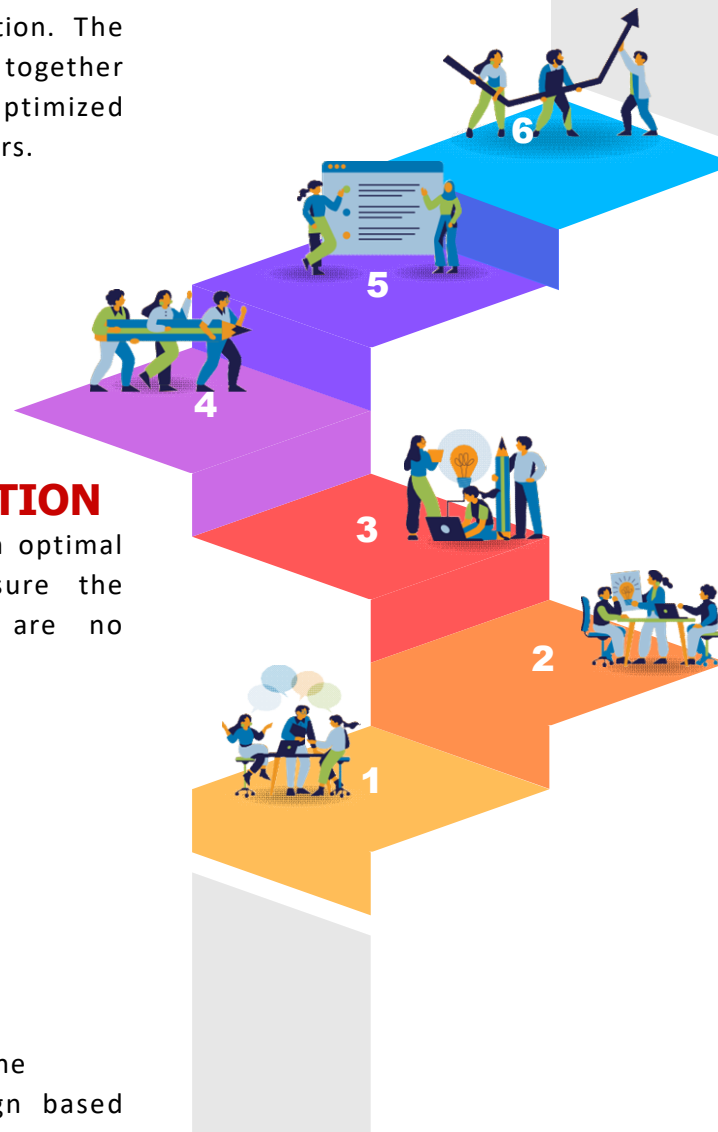 tion. The
together
ptimized
rs.
6
5
4
TION
optimal
sure the
are no
3
2
1
ne
gn based